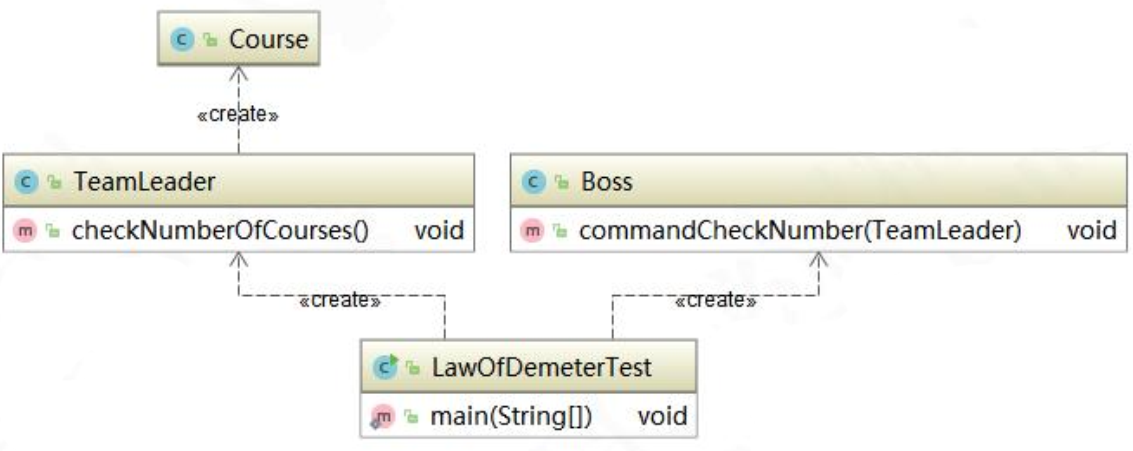 Course
«create»
TeamLeader
checkNumberOfCourses() void
Boss
commandCheckNumber(TeamLeader) void
«create»
«create»
LawOfDemeterTest
main(String[]) void